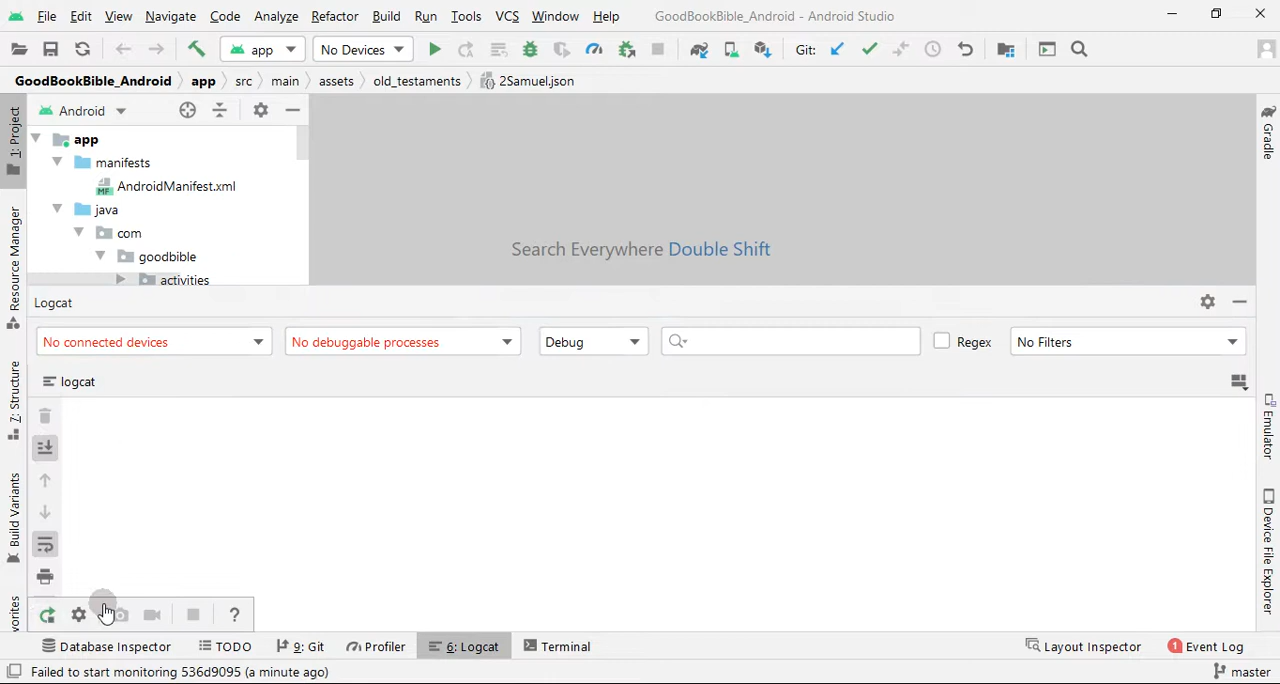 File Edit View Navigate Code Analyze Refactor Build Run Tools VCS Window Help GoodBookBible_Android - Android Studio
app No Devices Git:
GoodBookBible_Android app src main assets old_testaments 2Samuel.json
1: Project
Resource Manager
Z: Structure
Build Variants
Android
app
manifests
MF AndroidManifest.xml
java
com
goodbible
activities
Search Everywhere Double Shift
Gradle
Emulator
Device File Explorer
Logcat
No connected devices No debuggable processes Debug Regex No Filters
logcat
?
Database Inspector TODO 9: Git Profiler 6: Logcat Terminal Layout Inspector 1 Event Log
Failed to start monitoring 536d9095 (a minute ago) master